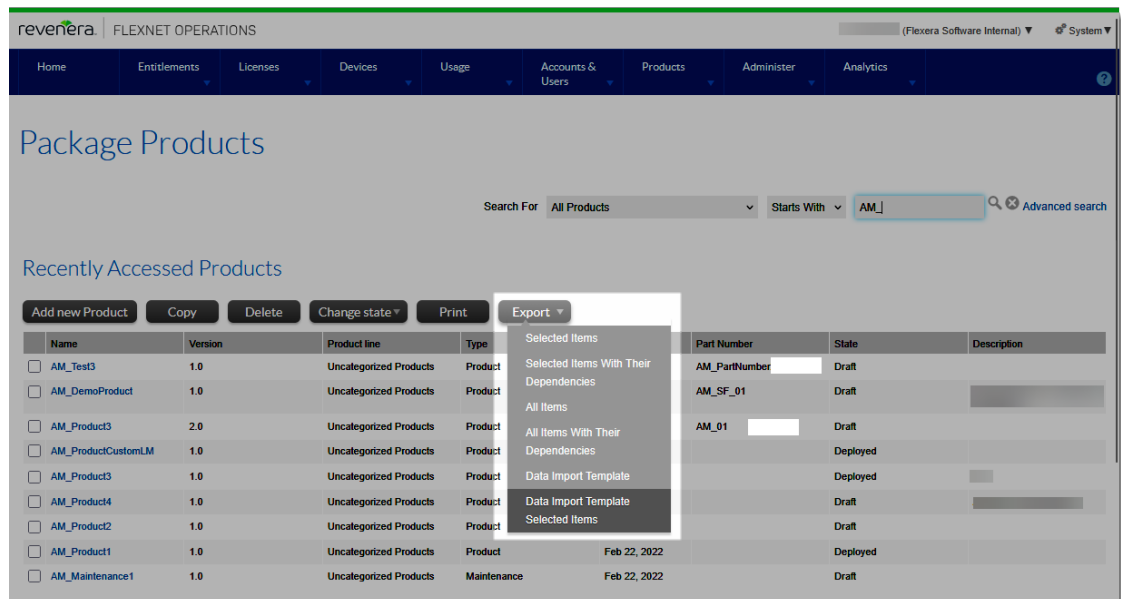 revenera. FLEXNET OPERATIONS
(Flexera Software Internal) ▼ System▼
Home Entitlements Licenses Devices Usage Accounts & Users Products Administer Analytics
Package Products
Search For All Products Starts With AM_ Advanced search
Recently Accessed Products
Add new Product Copy Delete Change state Print Export
Name Version Product line Type Part Number State Description
AM_Test3 1.0 Uncategorized Products Product AM_PartNumber Draft
AM_DemoProduct 1.0 Uncategorized Products Product AM_SF_01 Draft
AM_Product3 2.0 Uncategorized Products Product AM_01 Draft
AM_ProductCustomLM 1.0 Uncategorized Products Product Deployed
AM_Product3 1.0 Uncategorized Products Product Deployed
AM_Product4 1.0 Uncategorized Products Product Draft
AM_Product2 1.0 Uncategorized Products Product Draft
AM_Product1 1.0 Uncategorized Products Product Feb 22, 2022 Deployed
AM_Maintenance1 1.0 Uncategorized Products Maintenance Feb 22, 2022 Draft
Selected Items
Selected Items With Their
Dependencies
All Items
All Items With Their
Dependencies
Data Import Template
Data Import Template
Selected Items